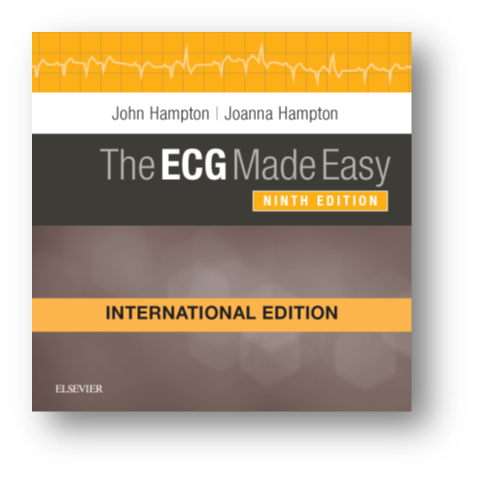 John Hampton | Joanna Hampton
The ECG Made Easy
NINTH EDITION
INTERNATIONAL EDITION
ELSEVIER